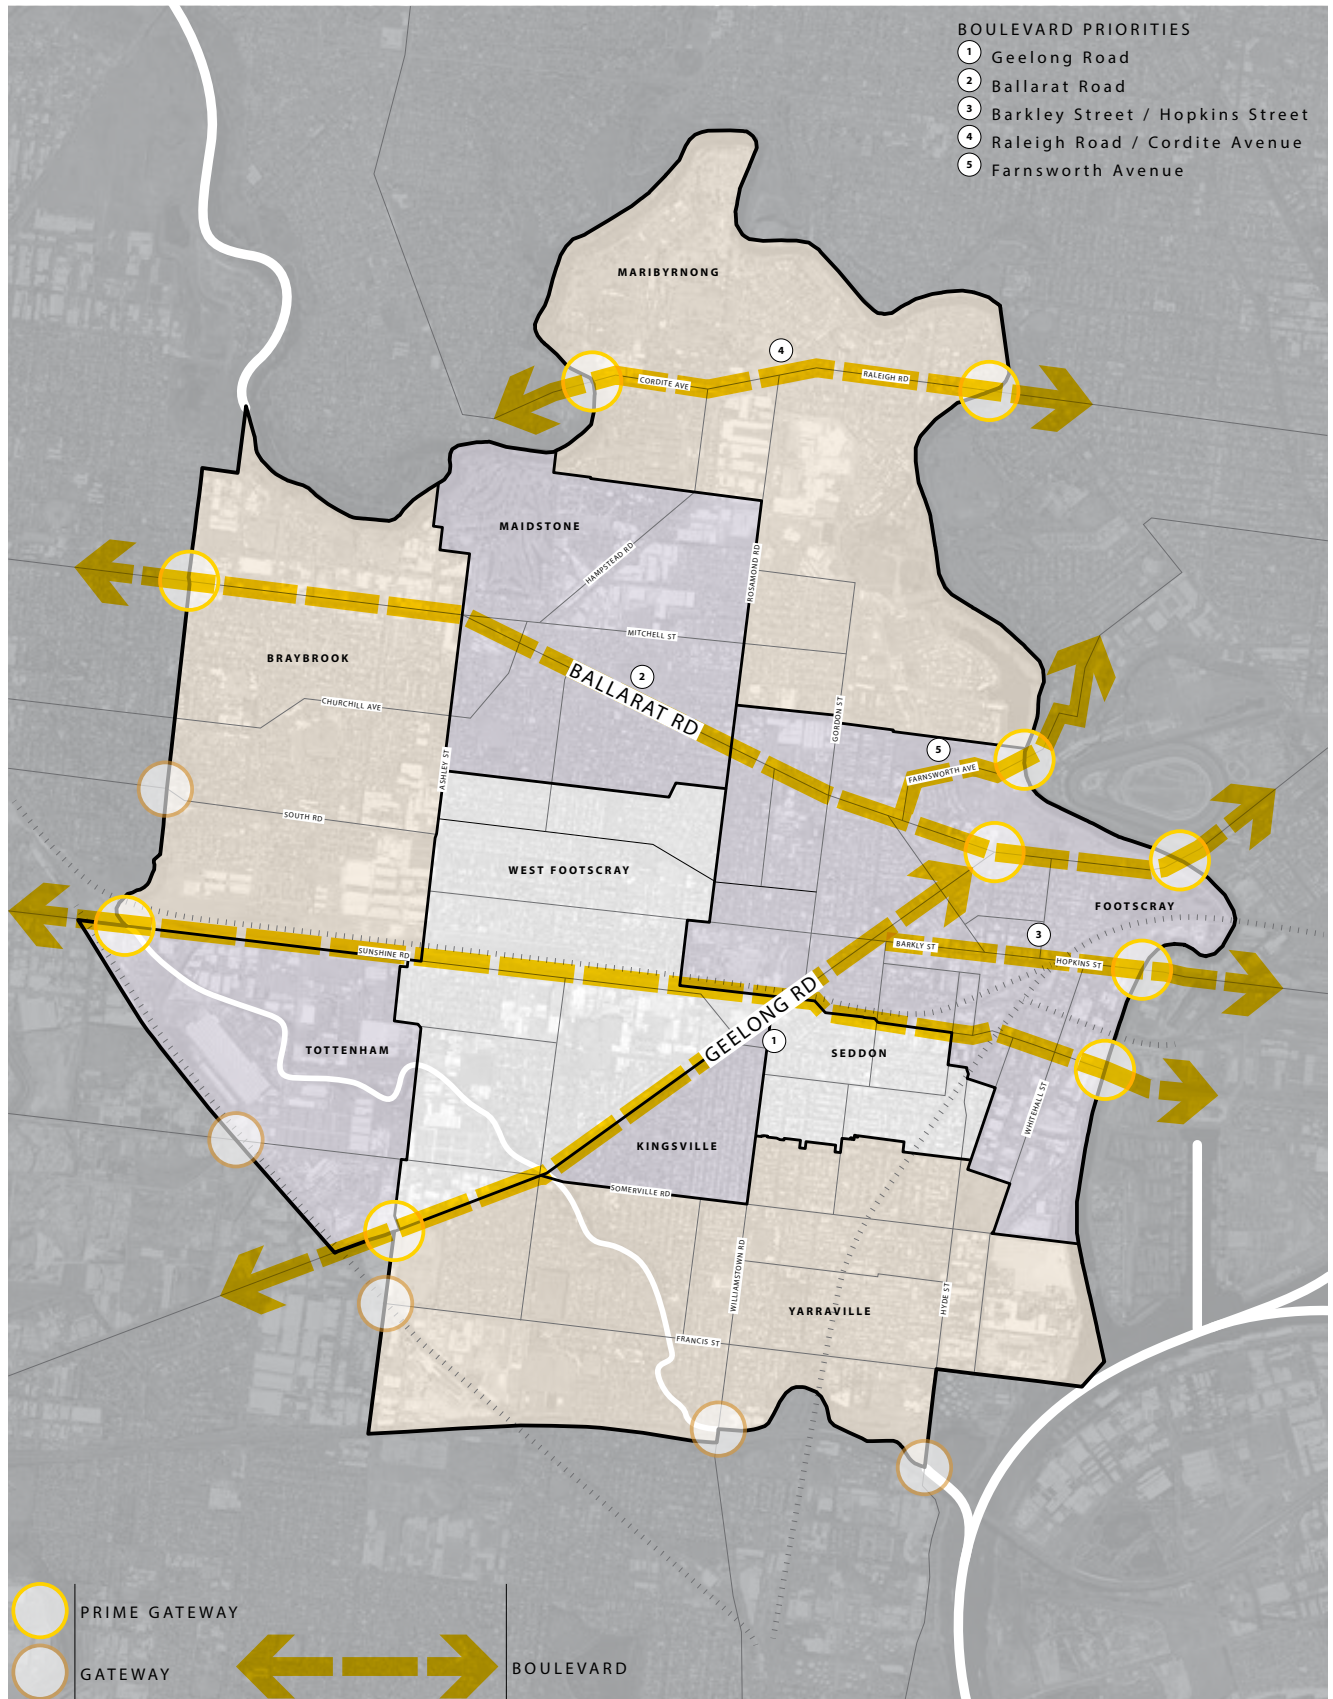 BOULEVARD PRIORITIES
1 Geelong Road
2 Ballarat Road
3 Barkley Street / Hopkins Street
4 Raleigh Road / Cordite Avenue
5 Farnsworth Avenue
MARIBYRNONG
4
CORDITE AVE
RALEIGH RD
MAIDSTONE
HAMPSTEAD RD
ROSAMOND RD
MITCHELL ST
BRAYBROOK
2
BALLARAT RD
CHURCHILL AVE
GORDON ST
5
FARNSWORTH AVE
ASHLEY ST
SOUTH RD
WEST FOOTSCRAY
FOOTSCRAY
3
BARKLY ST
HOPKINS ST
SUNSHINE RD
GEELONG RD
1
TOTTENHAM
SEDDON
WHITEHALL ST
KINGSVILLE
SOMERVILLE RD
WILLIAMSTOWN RD
HYDE ST
YARRAVILLE
FRANCIS ST
PRIME GATEWAY
GATEWAY
BOULEVARD